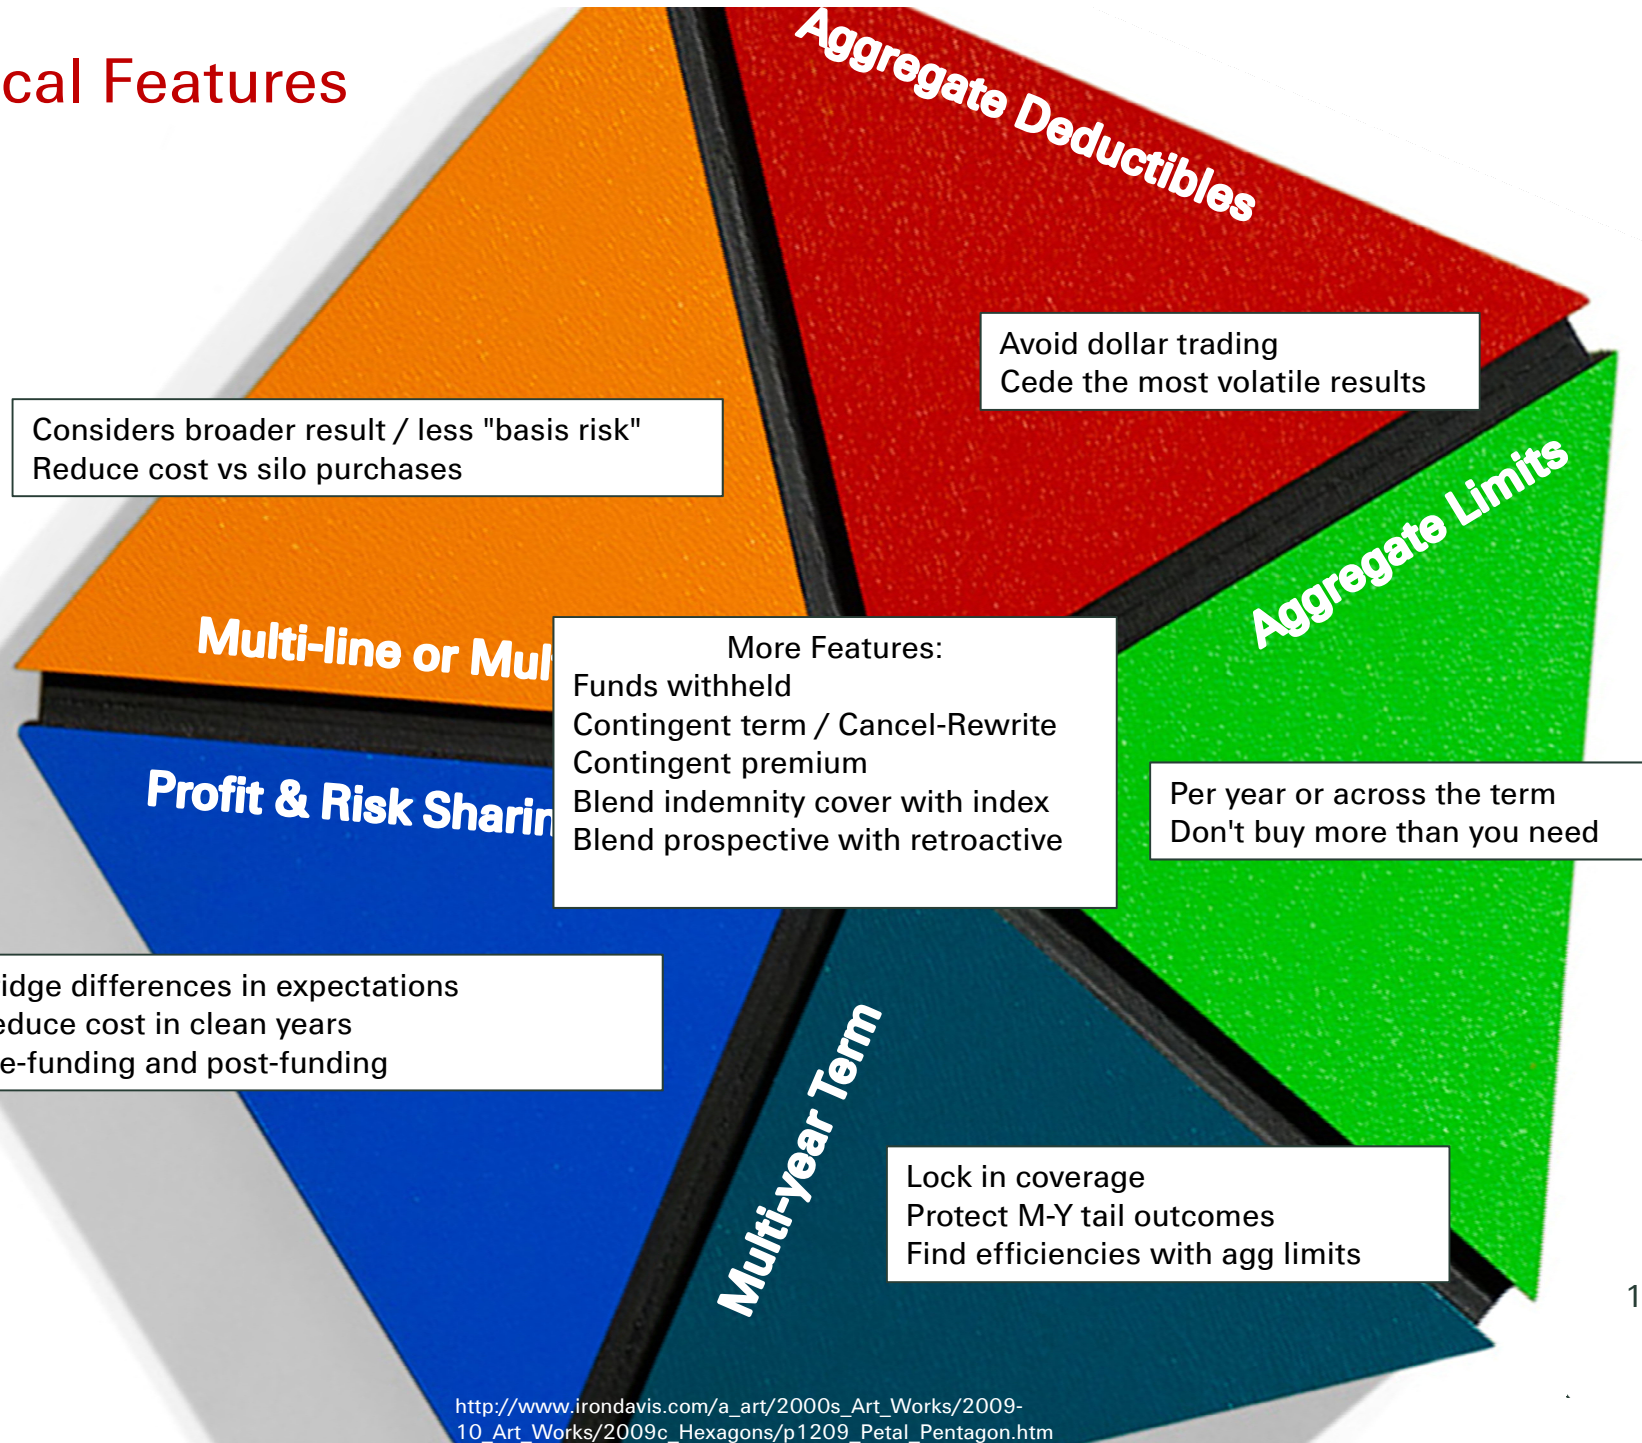 cal Features
Aggregate Deductibles
Avoid dollar trading
Cede the most volatile results
Considers broader result / less "basis risk"
Reduce cost vs silo purchases
Aggregate Limits
Multi-line or Mul
More Features:
Funds withheld
Contingent term / Cancel-Rewrite
Contingent premium
Blend indemnity cover with index
Blend prospective with retroactive
Profit & Risk Sharin
Per year or across the term
Don't buy more than you need
idge differences in expectations
educe cost in clean years
e-funding and post-funding
Multi-year Term
Lock in coverage
Protect M-Y tail outcomes
Find efficiencies with agg limits
1
http://www.irondavis.com/a_art/2000s_Art_Works/2009-
10_Art_Works/2009c_Hexagons/p1209_Petal_Pentagon.htm